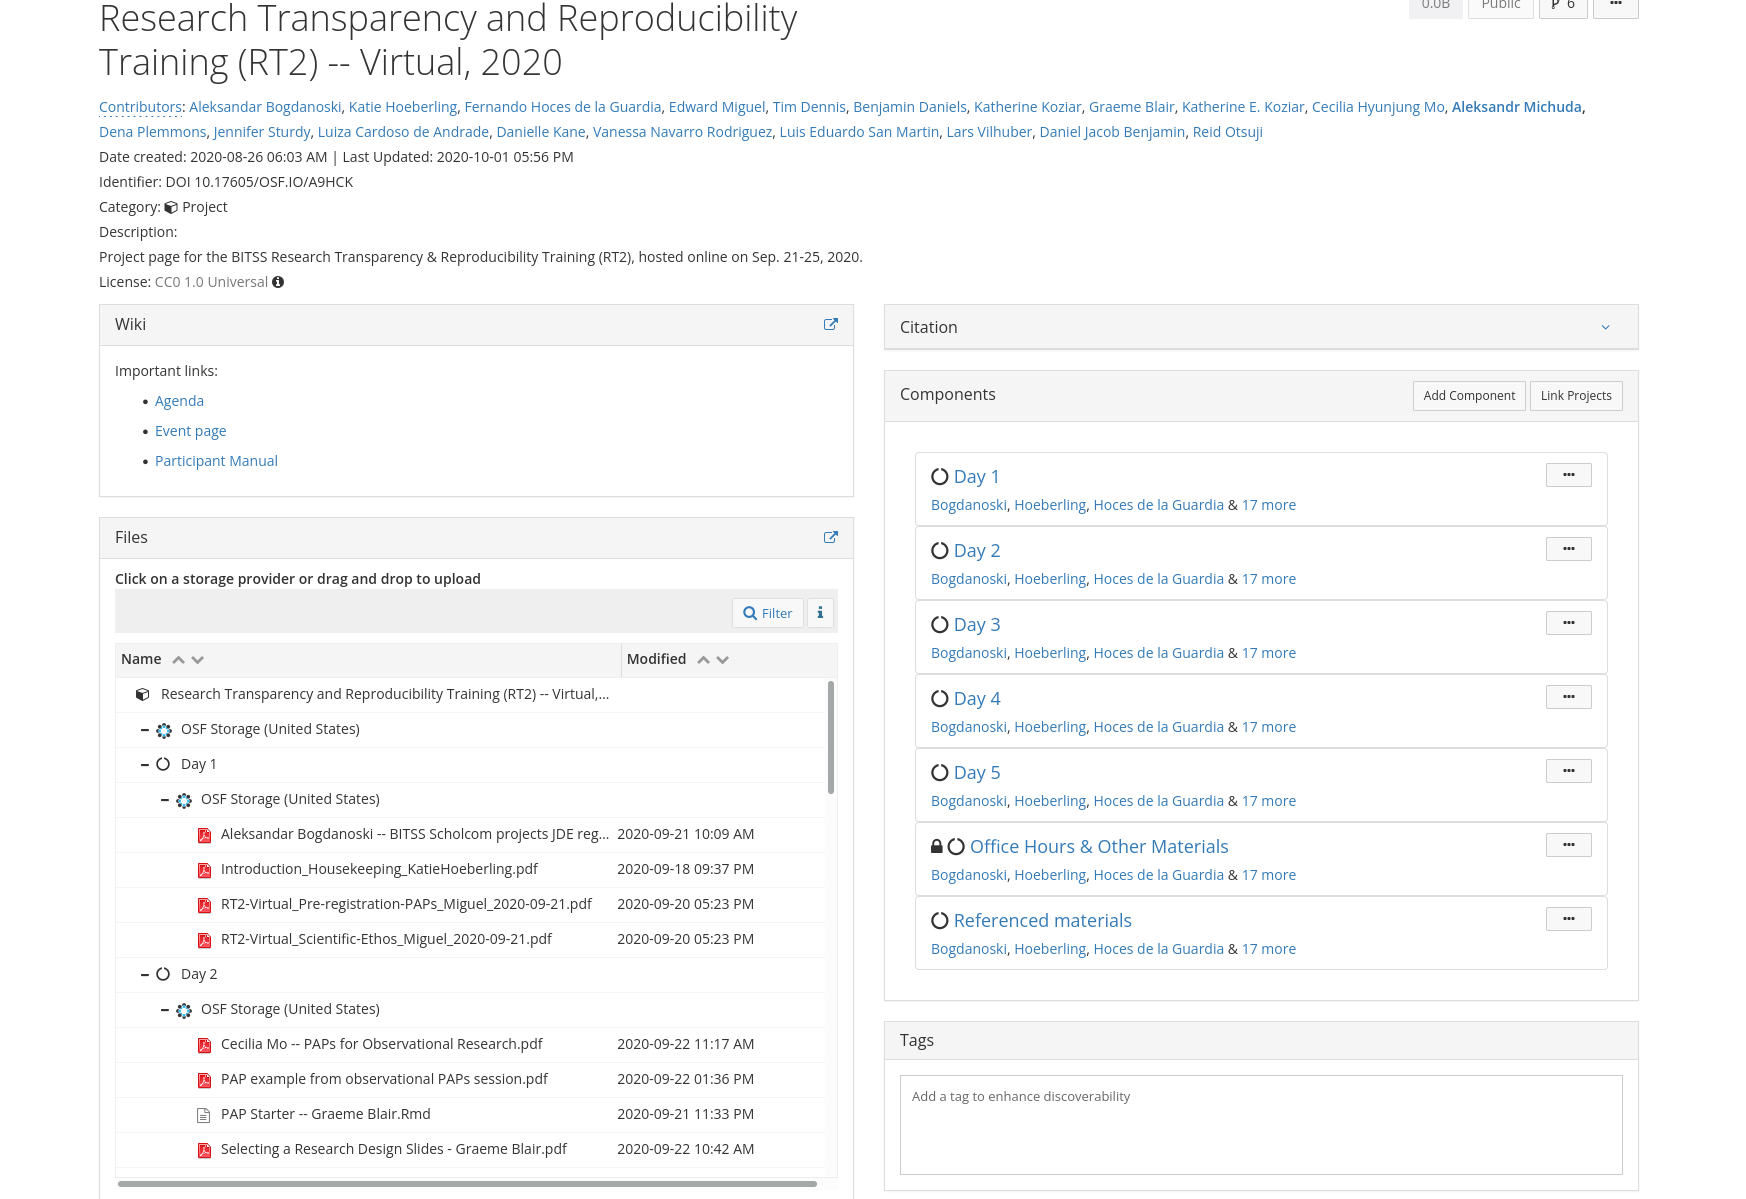 Research Transparency and Reproducibility
Training (RT2) -- Virtual, 2020
0.0B Public 6 ...
Contributors: Aleksandar Bogdanoski, Katie Hoeberling, Fernando Hoces de la Guardia, Edward Miguel, Tim Dennis, Benjamin Daniels, Katherine Koziar, Graeme Blair, Katherine E. Koziar, Cecilia Hyunjung Mo, Aleksandr Michuda,
Dena Plemmons, Jennifer Sturdy, Luiza Cardoso de Andrade, Danielle Kane, Vanessa Navarro Rodriguez, Luis Eduardo San Martin, Lars Vilhuber, Daniel Jacob Benjamin, Reid Otsuji
Date created: 2020-08-26 06:03 AM | Last Updated: 2020-10-01 05:56 PM
Identifier: DOI 10.17605/OSF.IO/A9HCK
Category: Project
Description:
Project page for the BITSS Research Transparency & Reproducibility Training (RT2), hosted online on Sep. 21-25, 2020.
License: CC0 1.0 Universal
Wiki
Important links:
• Agenda
• Event page
• Participant Manual
Files
Click on a storage provider or drag and drop to upload
Filter
Name Modified
Research Transparency and Reproducibility Training (RT2) -- Virtual,...
OSF Storage (United States)
Day 1
OSF Storage (United States)
Aleksandar Bogdanoski -- BITSS Scholcom projects JDE reg... 2020-09-21 10:09 AM
Introduction_Housekeeping_KatieHoeberling.pdf 2020-09-18 09:37 PM
RT2-Virtual_Pre-registration-PAPs_Miguel_2020-09-21.pdf 2020-09-20 05:23 PM
RT2-Virtual_Scientific-Ethos_Miguel_2020-09-21.pdf 2020-09-20 05:23 PM
Day 2
OSF Storage (United States)
Cecilia Mo -- PAPs for Observational Research.pdf 2020-09-22 11:17 AM
PAP example from observational PAPs session.pdf 2020-09-22 01:36 PM
PAP Starter -- Graeme Blair.Rmd 2020-09-21 11:33 PM
Selecting a Research Design Slides - Graeme Blair.pdf 2020-09-22 10:42 AM
Citation
Components
Add Component
Link Projects
Day 1
Bogdanoski, Hoeberling, Hoces de la Guardia & 17 more
Day 2
Bogdanoski, Hoeberling, Hoces de la Guardia & 17 more
Day 3
Bogdanoski, Hoeberling, Hoces de la Guardia & 17 more
Day 4
Bogdanoski, Hoeberling, Hoces de la Guardia & 17 more
Day 5
Bogdanoski, Hoeberling, Hoces de la Guardia & 17 more
Office Hours & Other Materials
Bogdanoski, Hoeberling, Hoces de la Guardia & 17 more
Referenced materials
Bogdanoski, Hoeberling, Hoces de la Guardia & 17 more
Tags
Add a tag to enhance discoverability